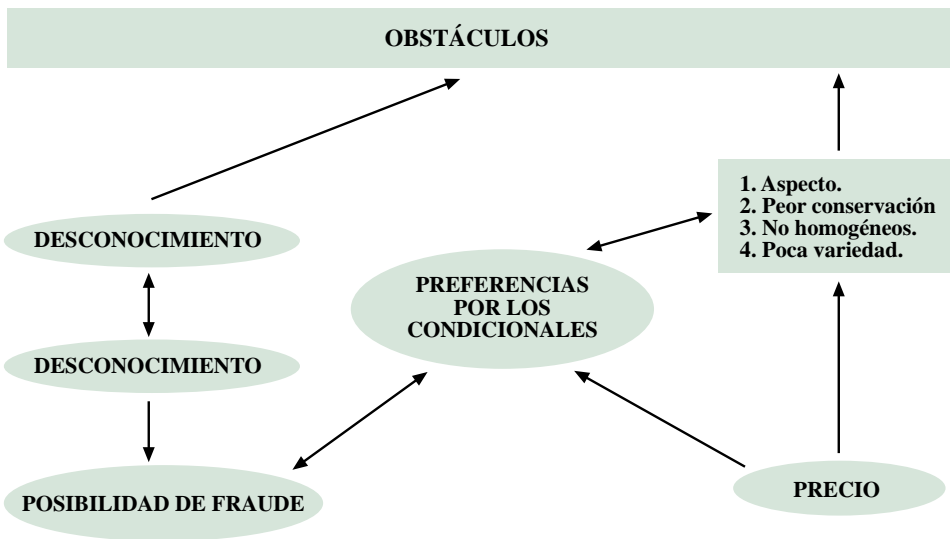 OBSTÁCULOS
1. Aspecto.
2. Peor conservación
3. No homogéneos.
4. Poca variedad.
DESCONOCIMIENTO
PREFERENCIAS
POR LOS
CONDICIONALES
DESCONOCIMIENTO
POSIBILIDAD DE FRAUDE
PRECIO